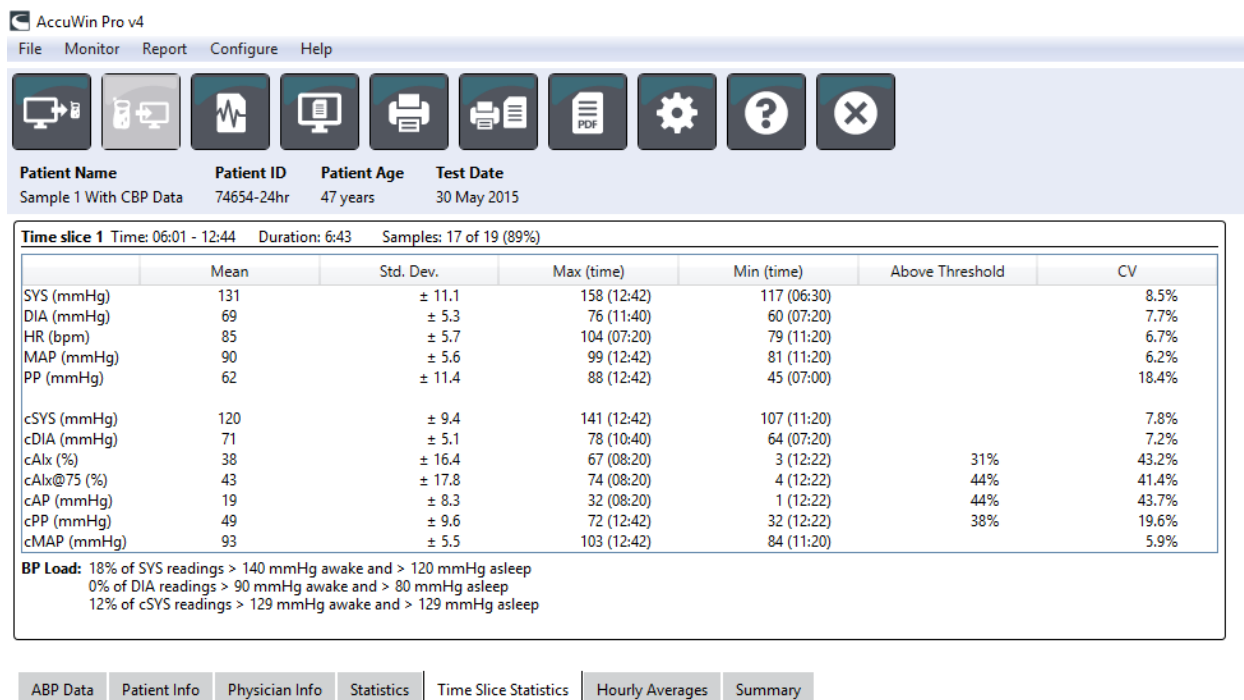 AccuWin Pro v4
File Monitor Report Configure Help
PDF
Patient Name Patient ID Patient Age Test Date
Sample 1 With CBP Data 74654-24hr 47 years 30 May 2015
Time slice 1 Time: 06:01 - 12:44 Duration: 6:43 Samples: 17 of 19 (89%)
Mean Std. Dev. Max (time) Min (time) Above Threshold CV
SYS (mmHg) 131 ± 11.1 158 (12:42) 117 (06:30) 8.5%
DIA (mmHg) 69 ± 5.3 76 (11:40) 60 (07:20) 7.7%
HR (bpm) 85 ± 5.7 104 (07:20) 79 (11:20) 6.7%
MAP (mmHg) 90 ± 5.6 99 (12:42) 81 (11:20) 6.2%
PP (mmHg) 62 ± 11.4 88 (12:42) 45 (07:00) 18.4%
cSYS (mmHg) 120 ± 9.4 141 (12:42) 107 (11:20) 7.8%
cDIA (mmHg) 71 ± 5.1 78 (10:40) 64 (07:20) 7.2%
cAIx (%) 38 ± 16.4 67 (08:20) 3 (12:22) 31% 43.2%
cAIx@75 (%) 43 ± 17.8 74 (08:20) 4 (12:22) 44% 41.4%
cAP (mmHg) 19 ± 8.3 32 (08:20) 1 (12:22) 44% 43.7%
cPP (mmHg) 49 ± 9.6 72 (12:42) 32 (12:22) 38% 19.6%
cMAP (mmHg) 93 ± 5.5 103 (12:42) 84 (11:20) 5.9%
BP Load: 18% of SYS readings > 140 mmHg awake and > 120 mmHg asleep
0% of DIA readings > 90 mmHg awake and > 80 mmHg asleep
12% of cSYS readings > 129 mmHg awake and > 129 mmHg asleep
ABP Data Patient Info Physician Info Statistics Time Slice Statistics Hourly Averages Summary